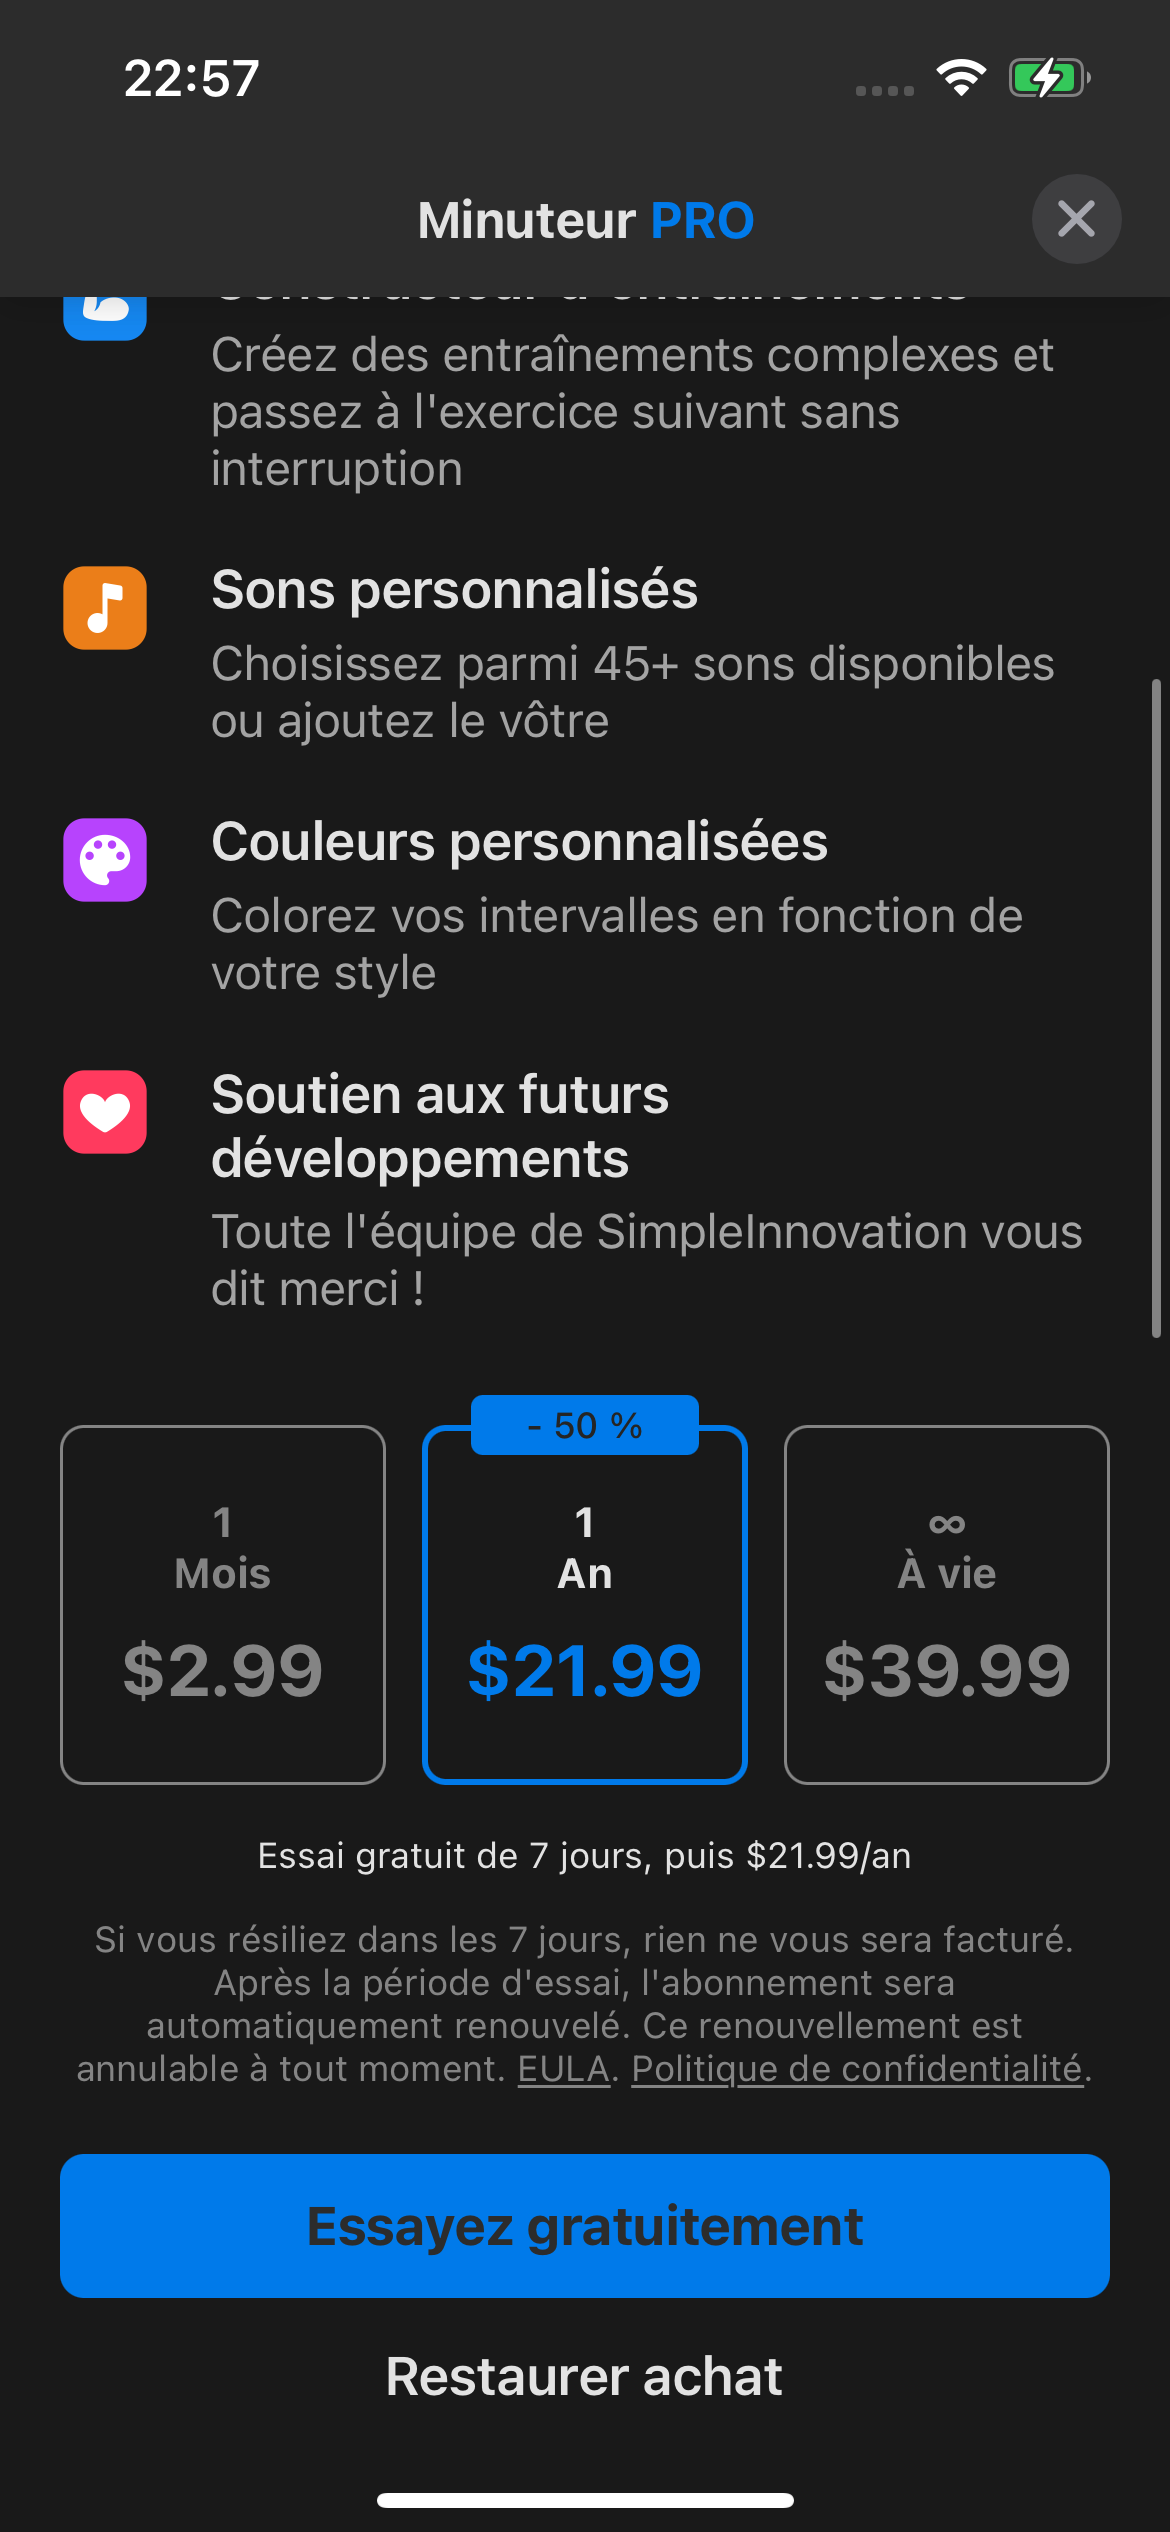 22:57
Minuteur PRO
Constructeur d'entraînements
Créez des entraînements complexes et
passez à l'exercice suivant sans
interruption
Sons personnalisés
Choisissez parmi 45+ sons disponibles
ou ajoutez le vôtre
Couleurs personnalisées
Colorez vos intervalles en fonction de
votre style
Soutien aux futurs
développements
Toute l'équipe de SimpleInnovation vous
dit merci !
- 50 %
1
Mois
$2.99
1
An
$21.99
∞
À vie
$39.99
Essai gratuit de 7 jours, puis $21.99/an
Si vous résiliez dans les 7 jours, rien ne vous sera facturé.
Après la période d'essai, l'abonnement sera
automatiquement renouvelé. Ce renouvellement est
annulable à tout moment. EULA. Politique de confidentialité.
Essayez gratuitement
Restaurer achat